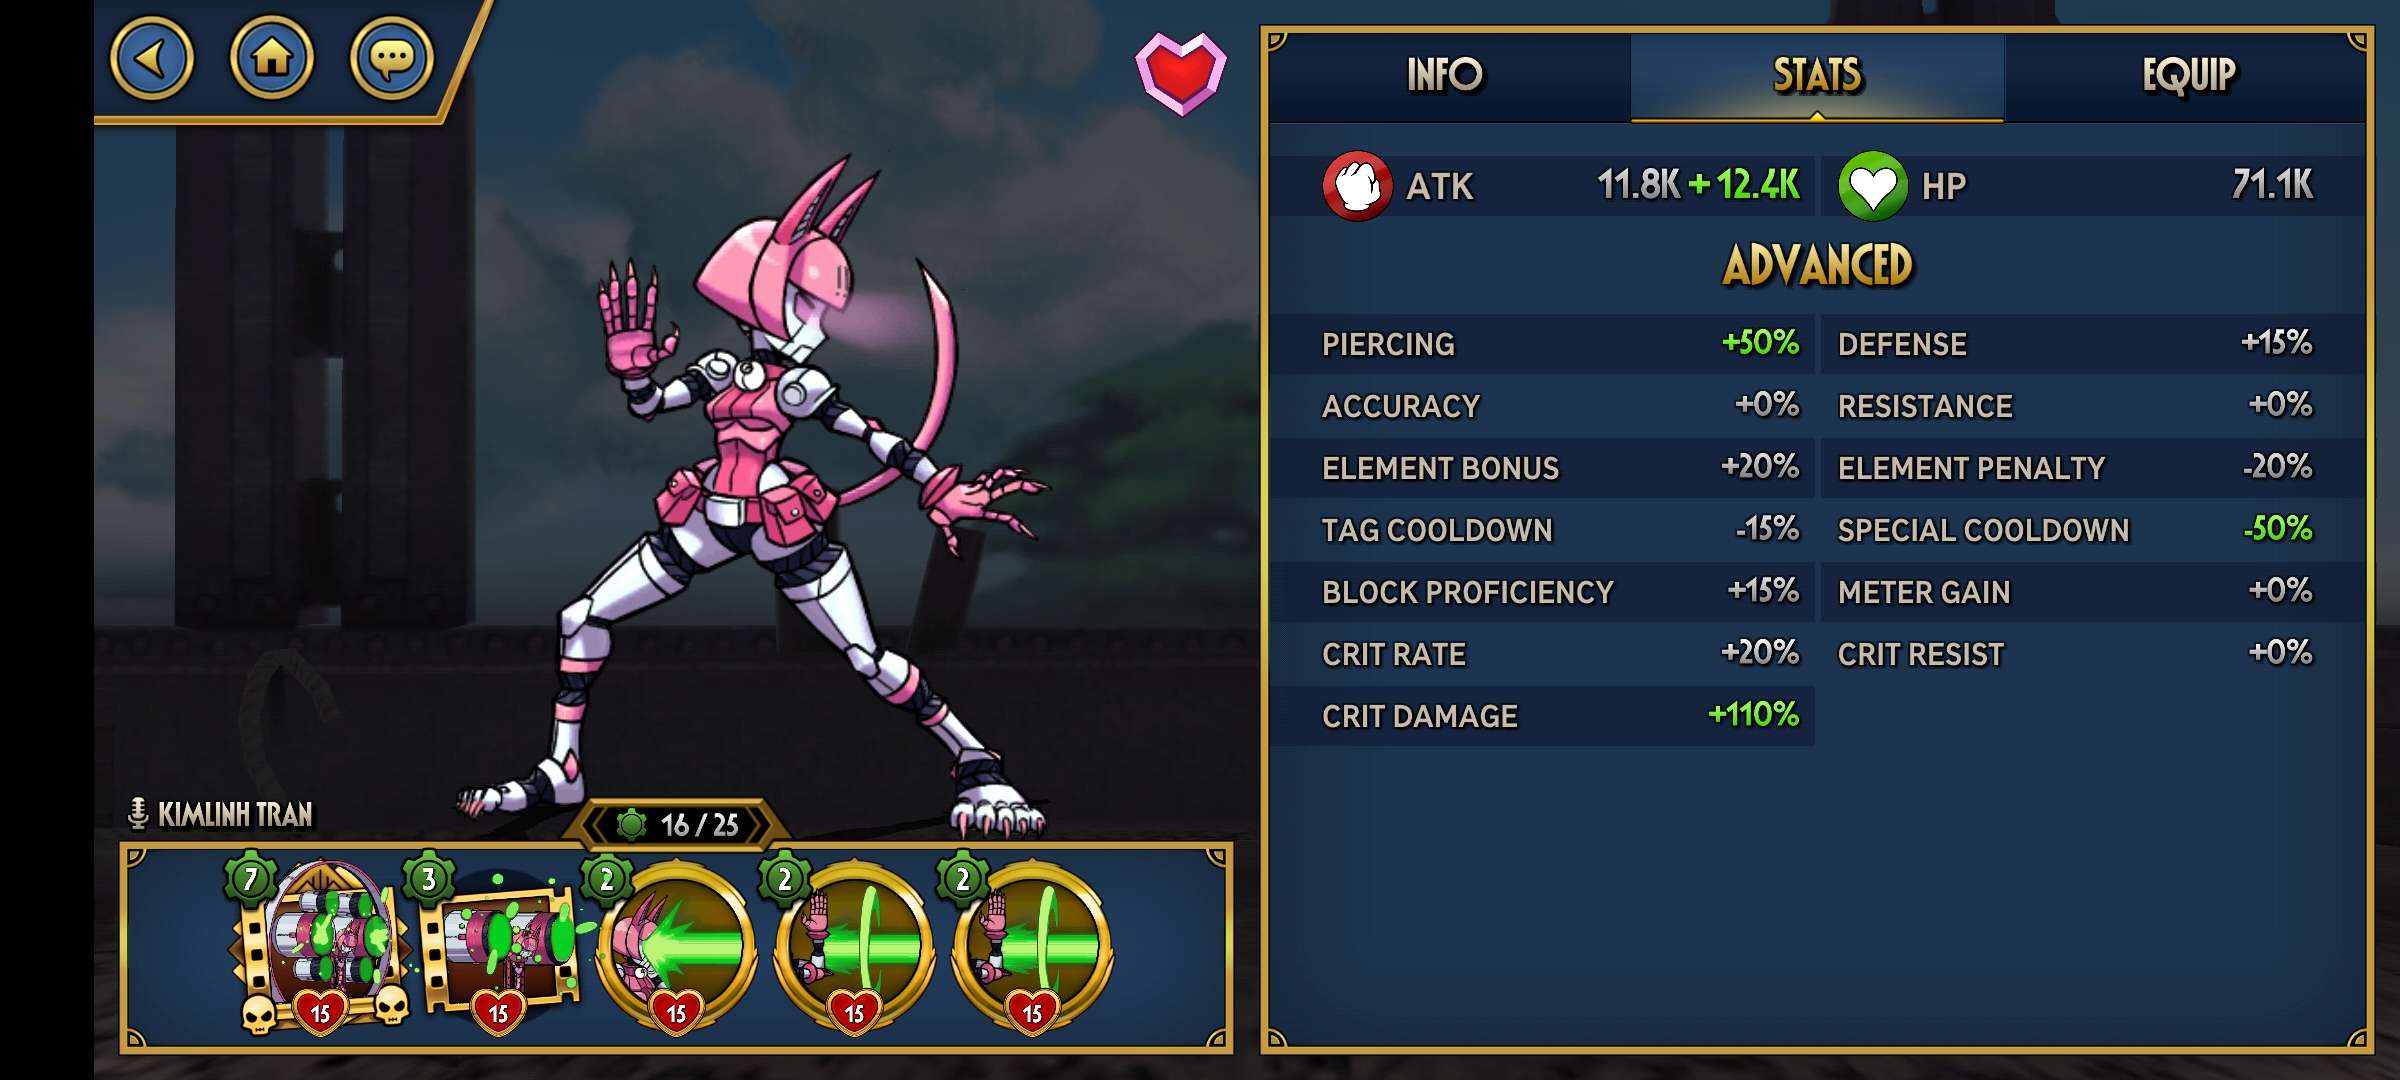 INFO
STATS
EQUIP
ATK 11.8K + 12.4K
HP 71.1K
ADVANCED
PIERCING +50%
DEFENSE +15%
ACCURACY +0%
RESISTANCE +0%
ELEMENT BONUS +20%
ELEMENT PENALTY -20%
TAG COOLDOWN -15%
SPECIAL COOLDOWN -50%
BLOCK PROFICIENCY +15%
METER GAIN +0%
CRIT RATE +20%
CRIT RESIST +0%
CRIT DAMAGE +110%
KIMLINH TRAN
16 / 25
7
3
2
2
2
15
15
15
15
15